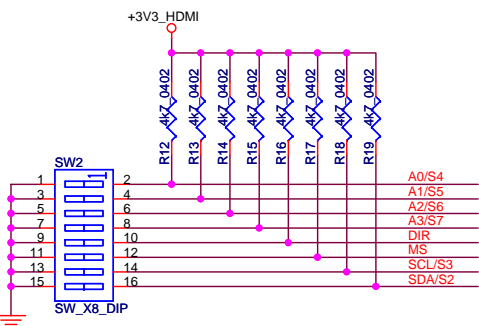 +3V3_HDMI
R12 4k7_0402
R13 4k7_0402
R14 4k7_0402
R15 4k7_0402
R16 4k7_0402
R17 4k7_0402
R18 4k7_0402
R19 4k7_0402
SW2
1
1 2 A0/S4
3 4 A1/S5
5 6 A2/S6
7 8 A3/S7
9 10 DIR
11 12 MS
13 14 SCL/S3
15 16 SDA/S2
SW_X8_DIP